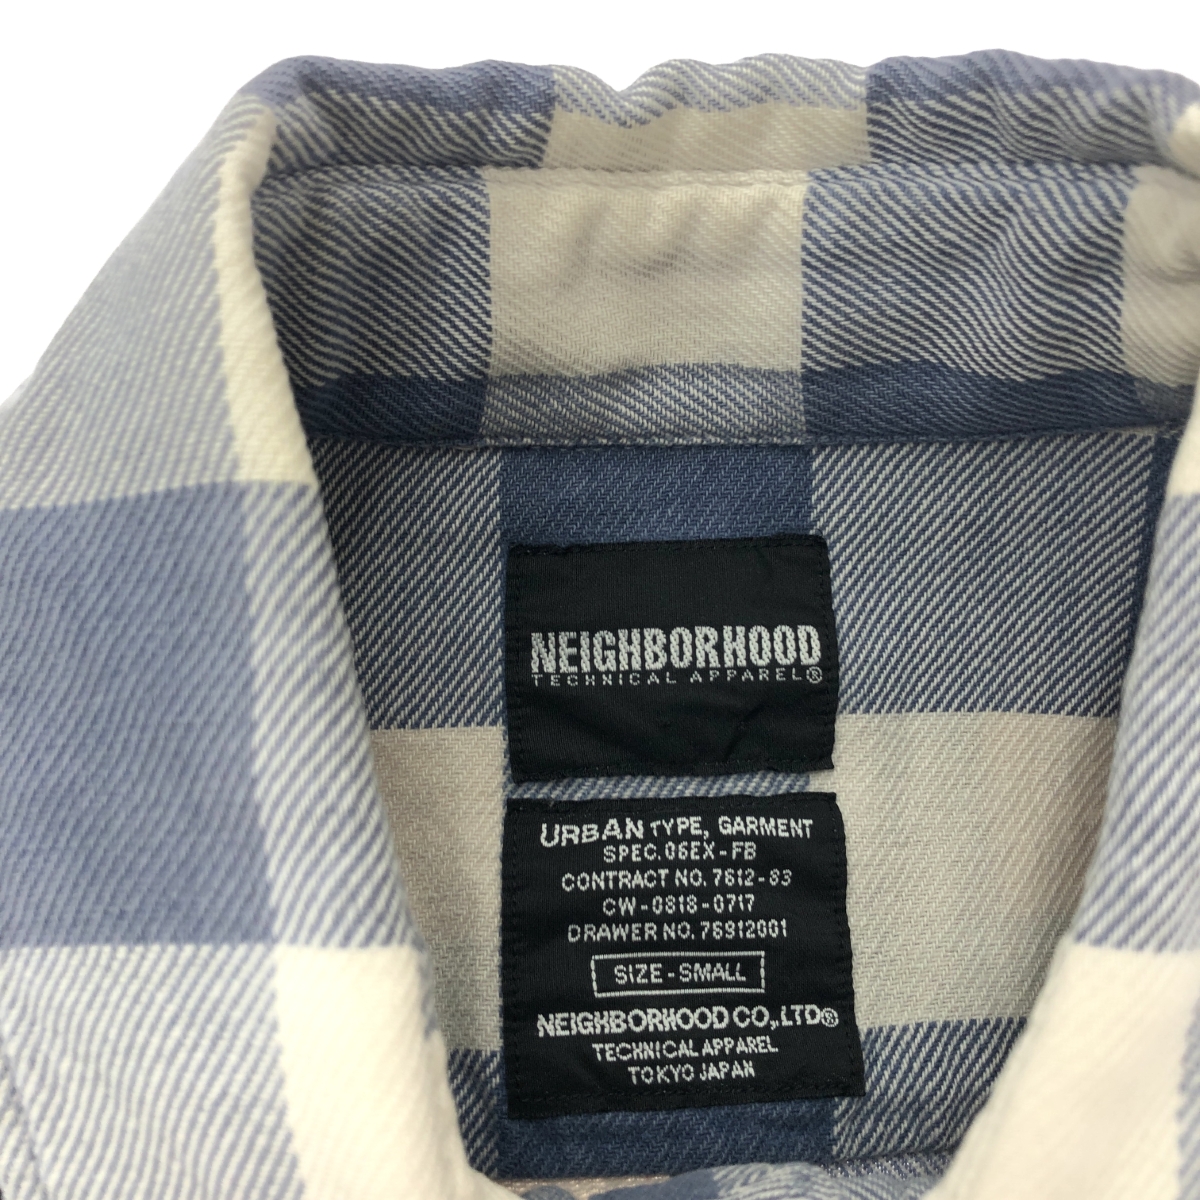 NEIGHBORHOOD
TECHNICAL APPAREL®
URBAN TYPE, GARMENT
SPEC.06EX-FB
CONTRACT NO. 7612-83
CW-0818-0717
DRAWER NO. 76912001
SIZE-SMALL
NEIGHBORHOOD CO,.LTD®
TECHNICAL APPAREL
TOKYO JAPAN